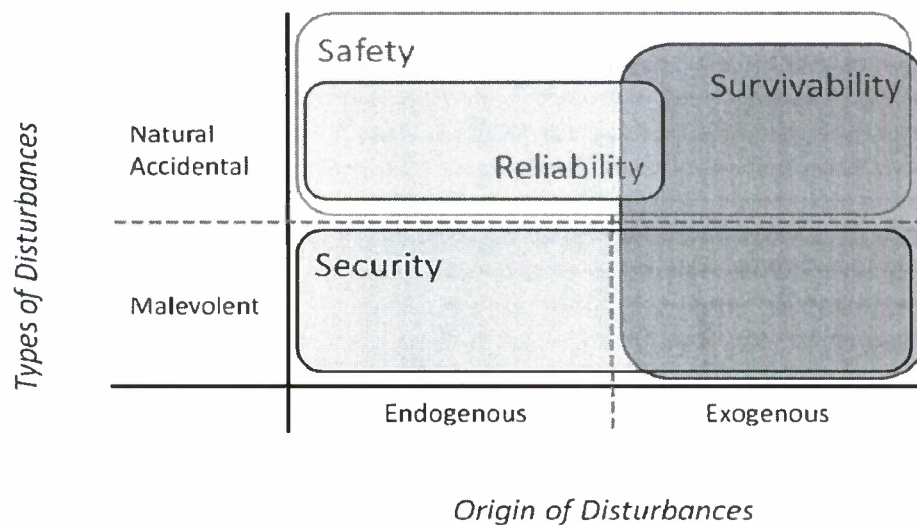 Safety
Survivability
Natural
Accidental
Reliability
Types of Disturbances
Security
Malevolent
Endogenous
Exogenous
Origin of Disturbances